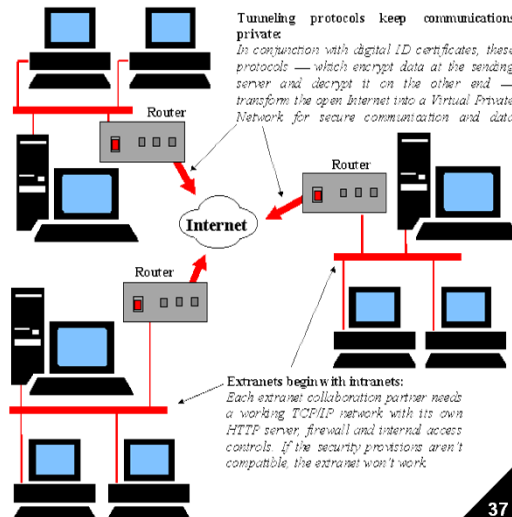 Tunneling protocols keep communications
private:
In conjunction with digital ID certificates, these
protocols — which encrypt data at the sending
server and decrypt it on the other end —
transform the open Internet into a Virtual Private
Network for secure communication and data
Router
Router
Internet
Router
Extranets begin with intranets:
Each extranet collaboration partner needs
a working TCP/IP network with its own
HTTP server, firewall and internal access
controls. If the security provisions aren't
compatible, the extranet won't work.
37